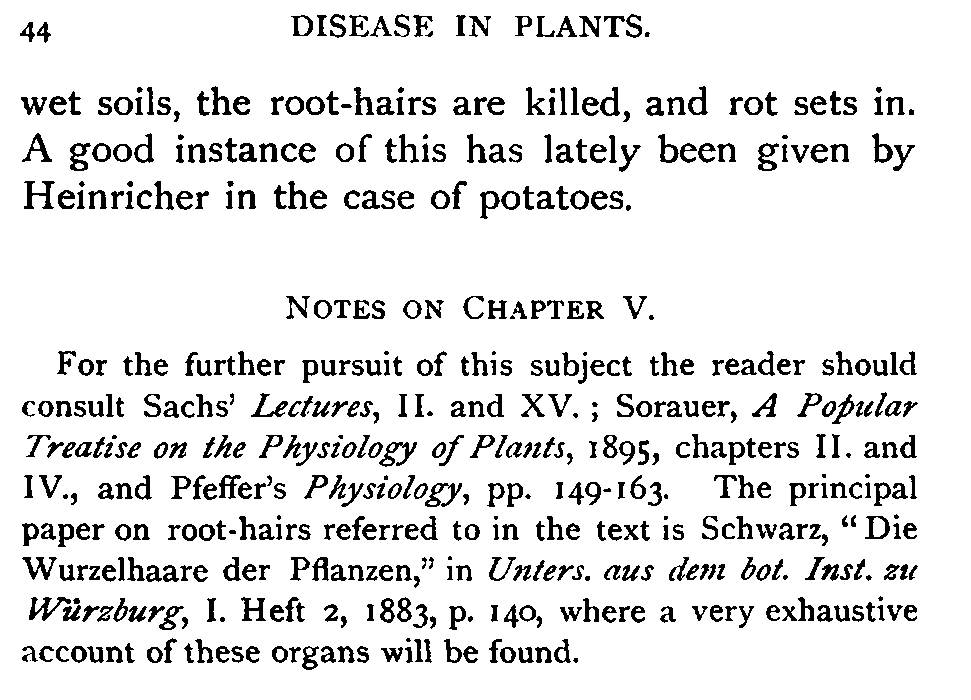 44 DISEASE IN PLANTS.
wet soils, the root-hairs are killed, and rot sets in.
A good instance of this has lately been given by
Heinricher in the case of potatoes.
NOTES ON CHAPTER V.
For the further pursuit of this subject the reader should
consult Sachs' Lectures, II. and XV. ; Sorauer, A Popular
Treatise on the Physiology of Plants, 1895, chapters II. and
IV., and Pfeffer's Physiology, pp. 149-163. The principal
paper on root-hairs referred to in the text is Schwarz, “ Die
Wurzelhaare der Pflanzen,” in Unters. aus dem bot. Inst. zu
Würzburg, I. Heft 2, 1883, p. 140, where a very exhaustive
account of these organs will be found.